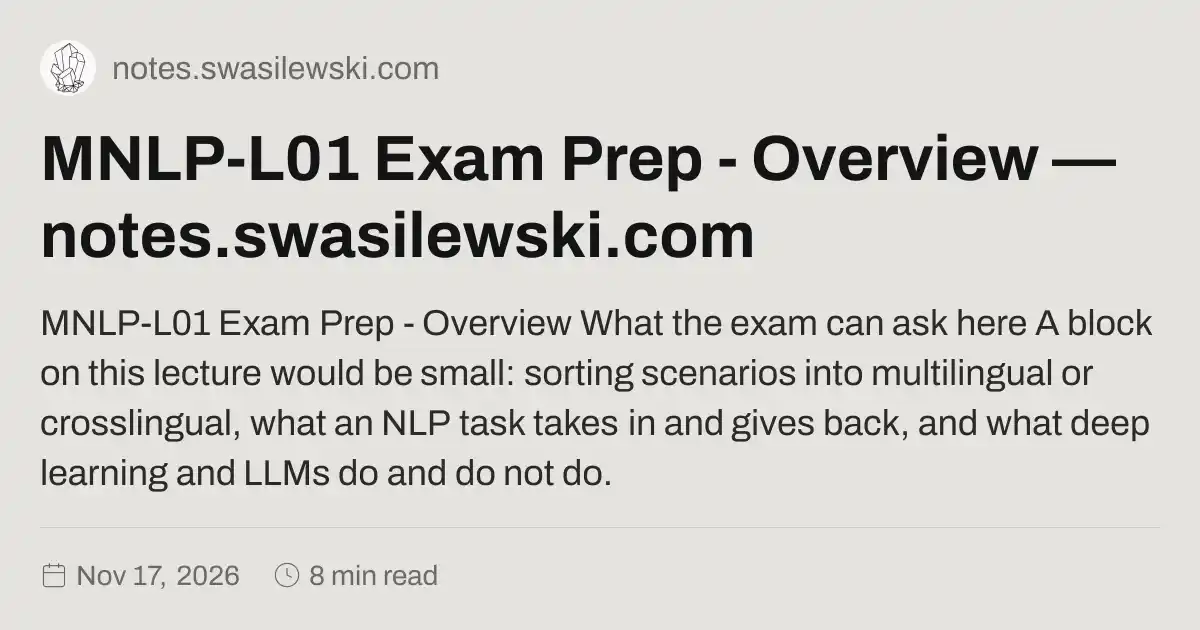 notes.swasilewski.com
MNLP-L01 Exam Prep - Overview —
notes.swasilewski.com
MNLP-L01 Exam Prep - Overview What the exam can ask here A block
on this lecture would be small: sorting scenarios into multilingual or
crosslingual, what an NLP task takes in and gives back, and what deep
learning and LLMs do and do not do.
Nov 17, 2026 8 min read